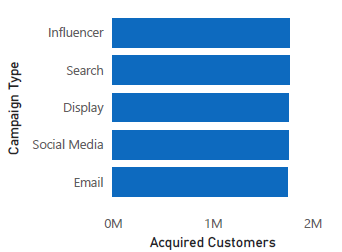 Campaign Type
Influencer
Search
Display
Social Media
Email
0M 1M 2M
Acquired Customers